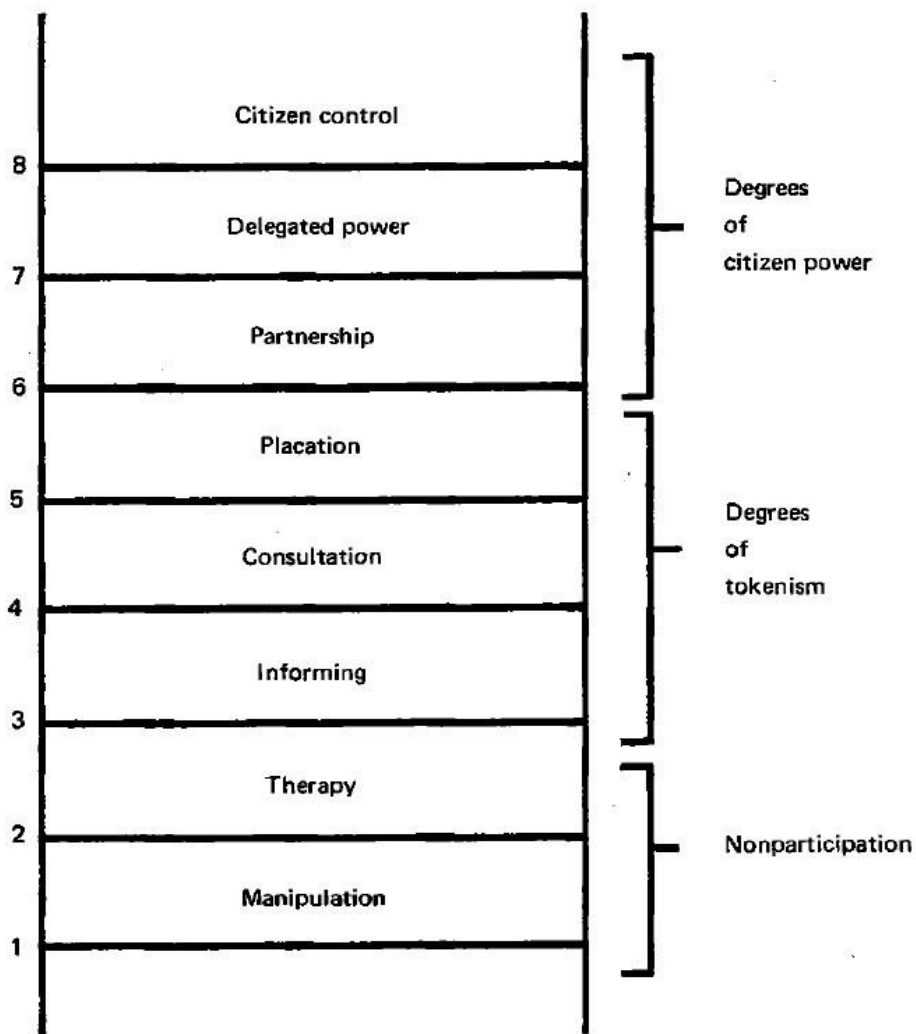 Citizen control
8
Delegated power
7
Partnership
6
Placation
5
Consultation
4
Informing
3
Therapy
2
Manipulation
1
Degrees
of
citizen power
Degrees
of
tokenism
Nonparticipation